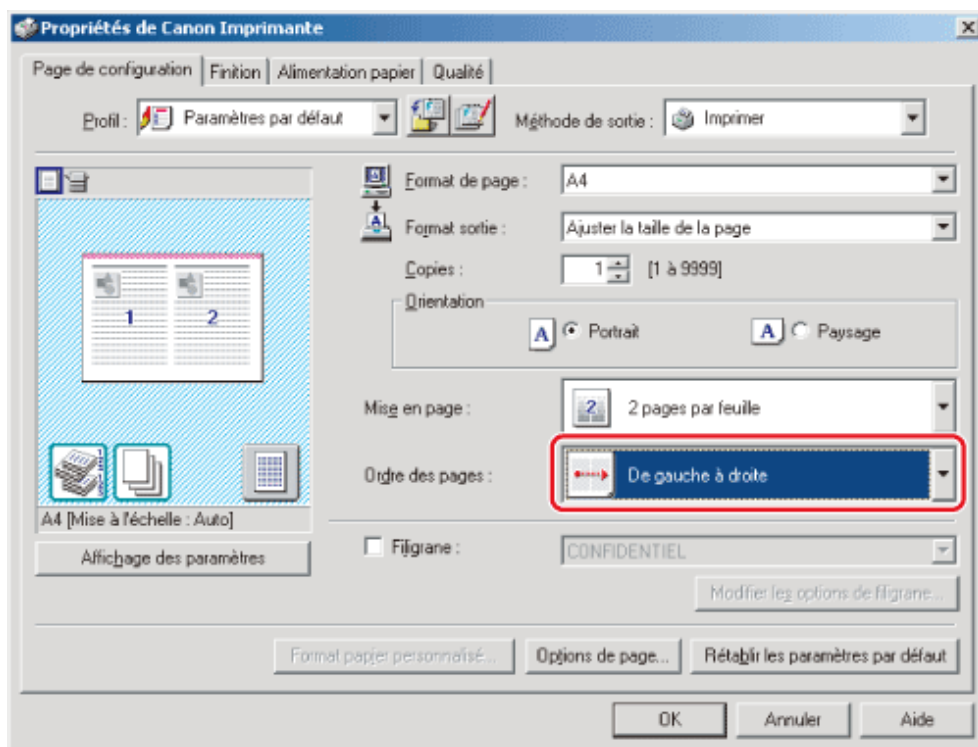 Propriétés de Canon Imprimante
Page de configuration Finition Alimentation papier Qualité
Profil : Paramètres par défaut Méthode de sortie : Imprimer
Format de page : A4
Format sortie : Ajuster la taille de la page
Copies : 1 [1 à 9999]
Orientation
A Portrait A Paysage
1 2
Mise en page : 2 2 pages par feuille
Ordre des pages : De gauche à droite
A4 [Mise à l'échelle : Auto]
Affichage des paramètres
Filigrane : CONFIDENTIEL
Modifier les options de filigrane...
Format papier personnalisé... Options de page... Rétablir les paramètres par défaut
OK Annuler Aide